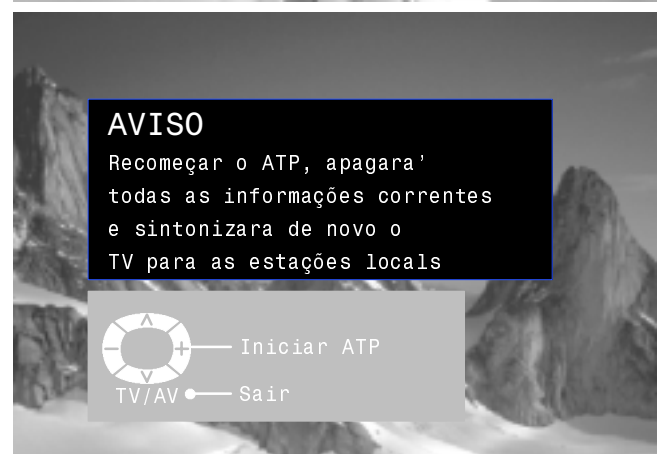 AVISO
Recomeçar o ATP, apagara’
todas as informações correntes
e sintonizara de novo o
TV para as estações locals
Iniciar ATP
TV/AV Sair